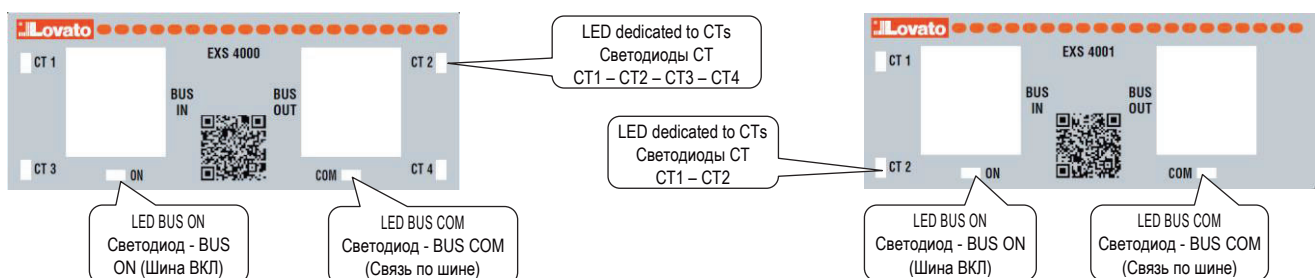 Lovato
EXS 4000
CT 1
CT 2
BUS IN
BUS OUT
CT 3
ON
COM
CT 4
LED dedicated to CTs
Светодиоды CT
CT1 – CT2 – CT3 – CT4
LED BUS ON
Светодиод - BUS
ON (Шина ВКЛ)
LED BUS COM
Светодиод - BUS COM
(Связь по шине)
Lovato
EXS 4001
CT 1
BUS IN
BUS OUT
CT 2
ON
COM
LED dedicated to CTs
Светодиоды CT
CT1 – CT2
LED BUS ON
Светодиод - BUS ON
(Шина ВКЛ)
LED BUS COM
Светодиод - BUS COM
(Связь по шине)